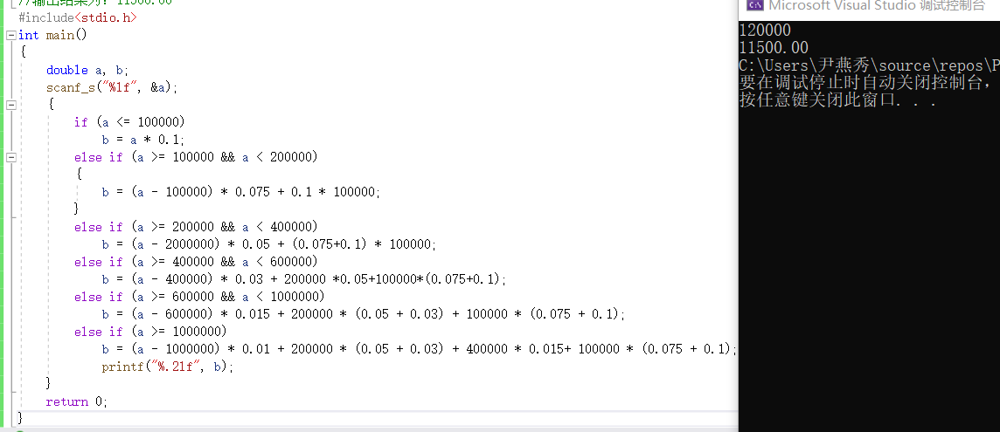 //输出结果为：11500.00
#include<stdio.h>
int main()
{
double a, b;
scanf_s("%lf", &a);
{
if (a <= 100000)
b = a * 0.1;
else if (a >= 100000 && a < 200000)
{
b = (a - 100000) * 0.075 + 0.1 * 100000;
}
else if (a >= 200000 && a < 400000)
b = (a - 2000000) * 0.05 + (0.075+0.1) * 100000;
else if (a >= 400000 && a < 600000)
b = (a - 400000) * 0.03 + 200000 *0.05+100000*(0.075+0.1);
else if (a >= 600000 && a < 1000000)
b = (a - 600000) * 0.015 + 200000 * (0.05 + 0.03) + 100000 * (0.075 + 0.1);
else if (a >= 1000000)
b = (a - 1000000) * 0.01 + 200000 * (0.05 + 0.03) + 400000 * 0.015+ 100000 * (0.075 + 0.1);
printf("%.2lf", b);
}
return 0;
}
Microsoft Visual Studio 调试控制台
120000
11500.00
C:\Users\尹燕秀\source\repos\P
要在调试停止时自动关闭控制台，
按任意键关闭此窗口. . .